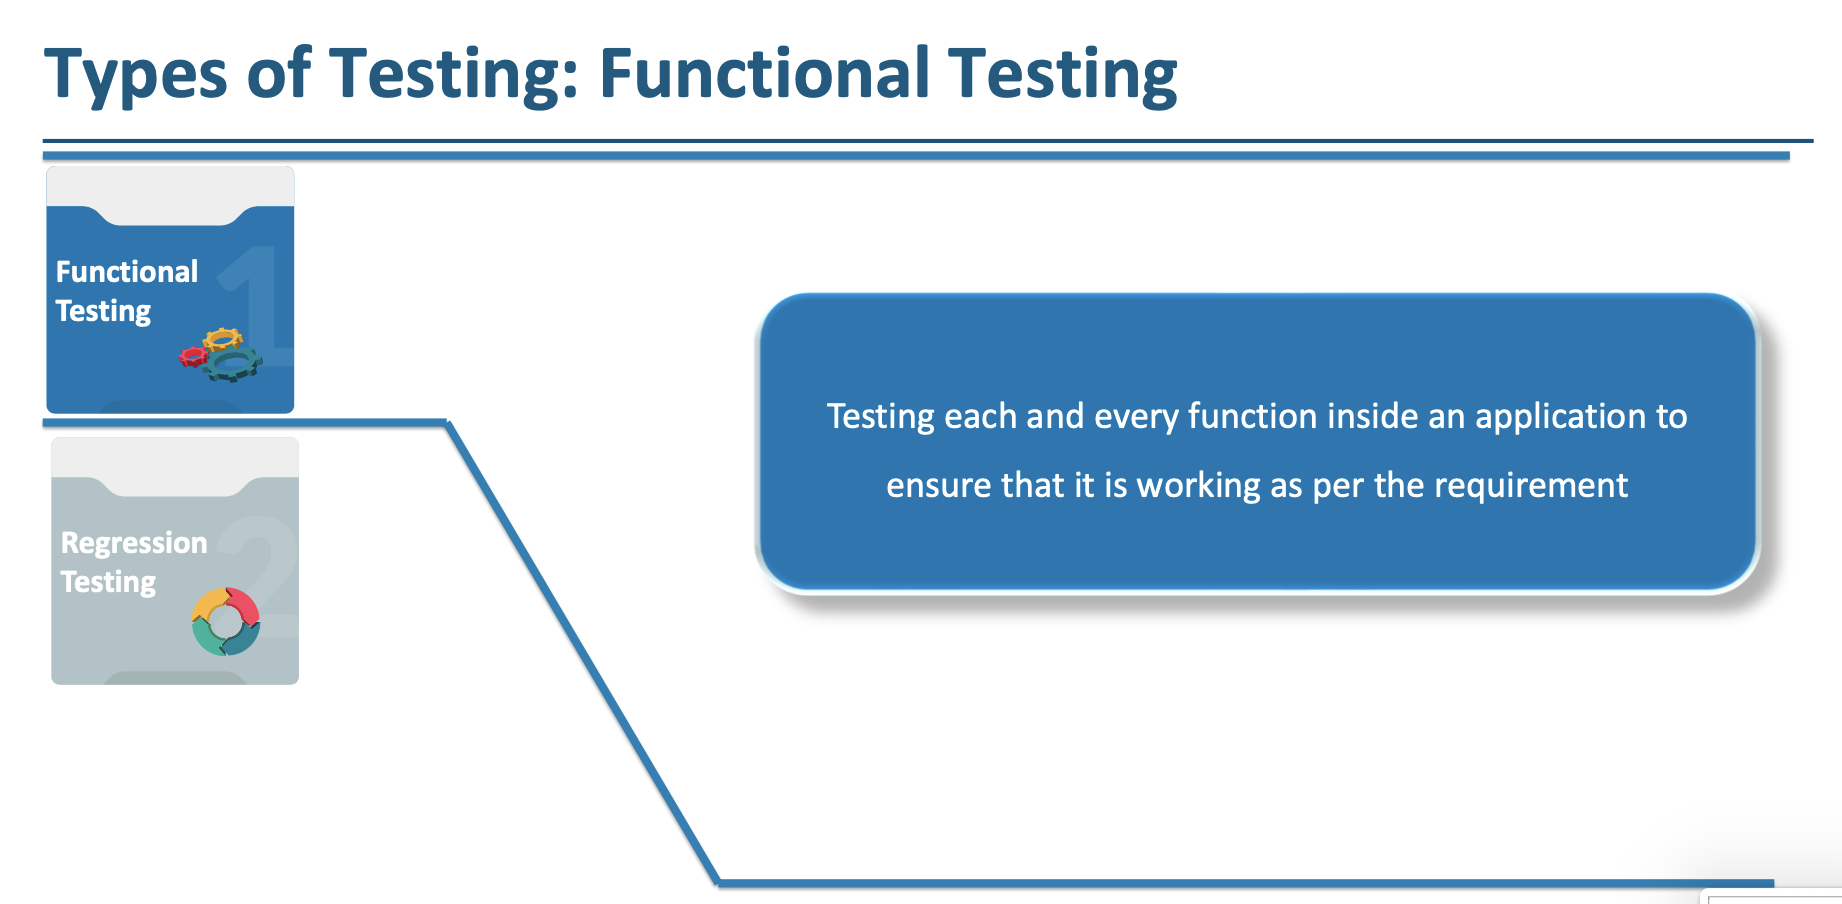 Types of Testing: Functional Testing
1
Functional
Testing
Testing each and every function inside an application to
ensure that it is working as per the requirement
2
Regression
Testing